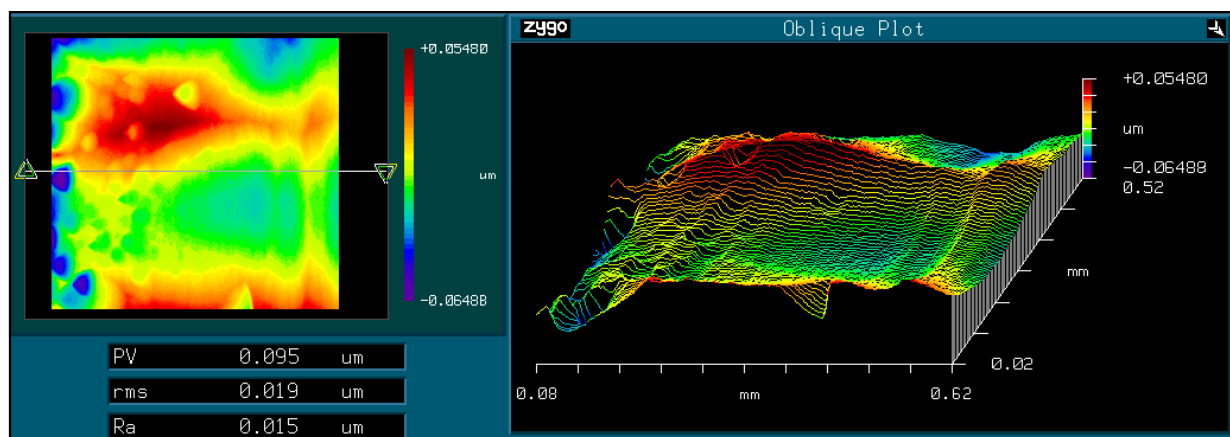 +0.05480
um
-0.06488
PV 0.095 um
rms 0.019 um
Ra 0.015 um
zygo Oblique Plot
+0.05480
um
-0.06488
0.52
mm
0.02
0.08 mm 0.62